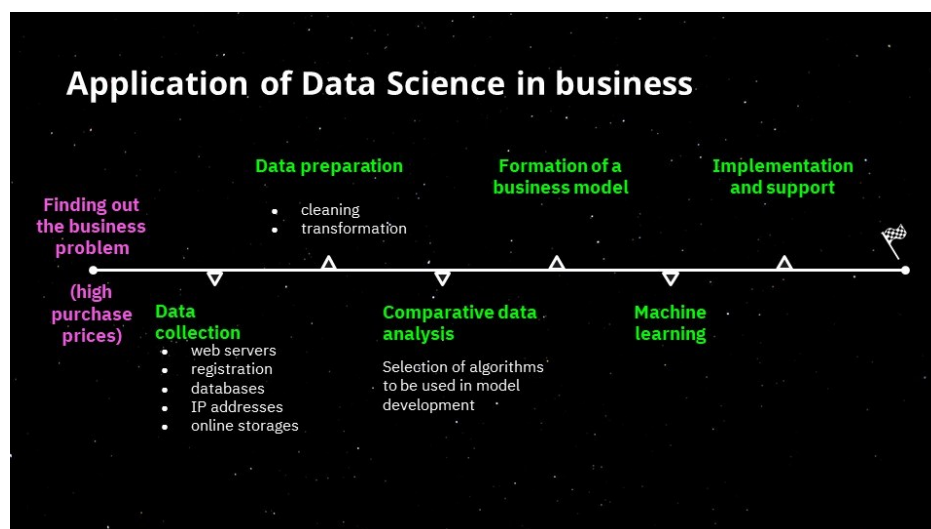 Application of Data Science in business
Finding out
the business
problem
(high
purchase
prices)
Data
collection
• web servers
• registration
• databases
• IP addresses
• online storages
Data preparation
• cleaning
• transformation
Comparative data
analysis
Selection of algorithms
to be used in model
development
Formation of a
business model
Machine
learning
Implementation
and support